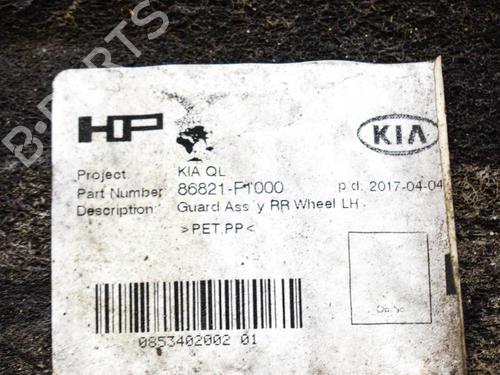 B-PARTS
HP
KIA
Project KIA QL
Part Number 86821-F1000 p.d. 2017-04-04
Description Guard Ass'y RR Wheel LH
>PET.PP<
0853402002 01